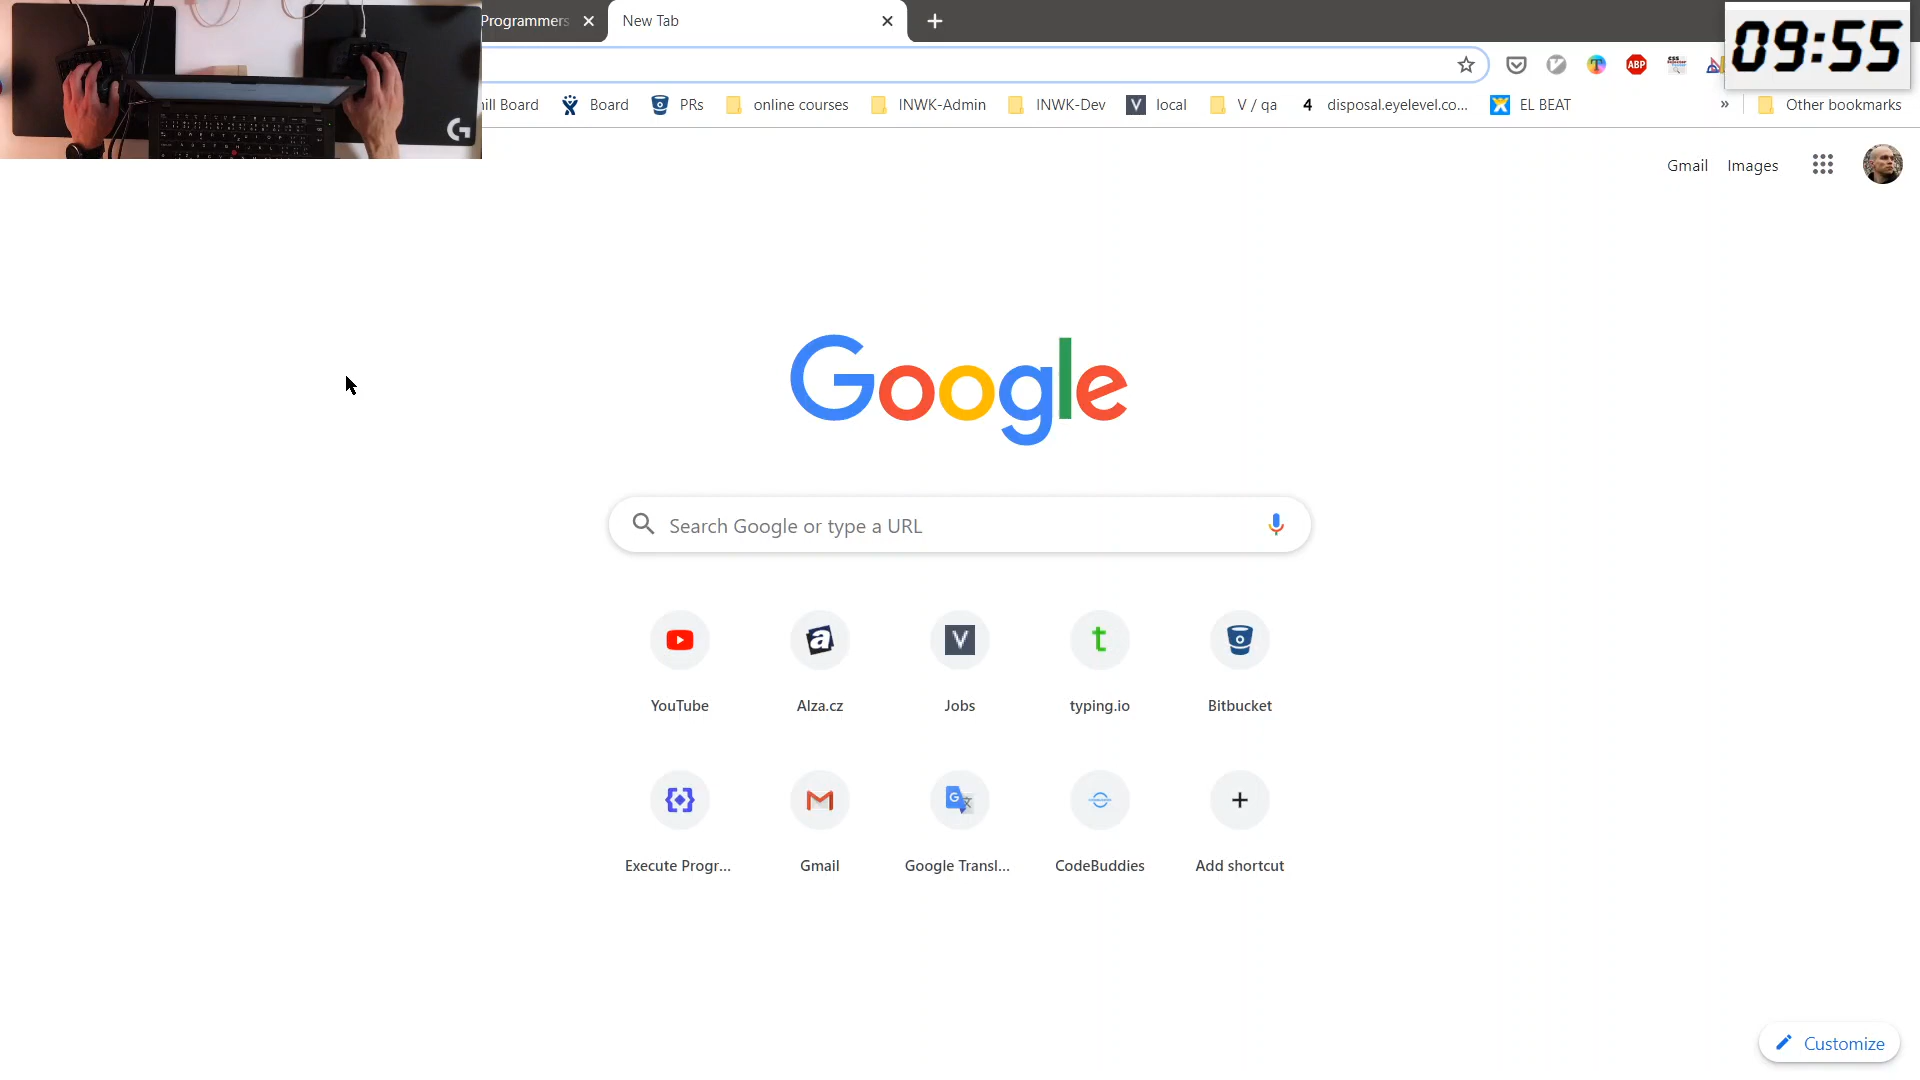 Programmers
New Tab
09:55
ABP
CSS
ill Board
Board
PRs
online courses
INWK-Admin
INWK-Dev
V
local
V / qa
4
disposal.eyelevel.co...
EL BEAT
»
Other bookmarks
Gmail
Images
Google
Search Google or type a URL
YouTube
Alza.cz
Jobs
typing.io
Bitbucket
Execute Progr...
Gmail
Google Transl...
CodeBuddies
Add shortcut
Customize